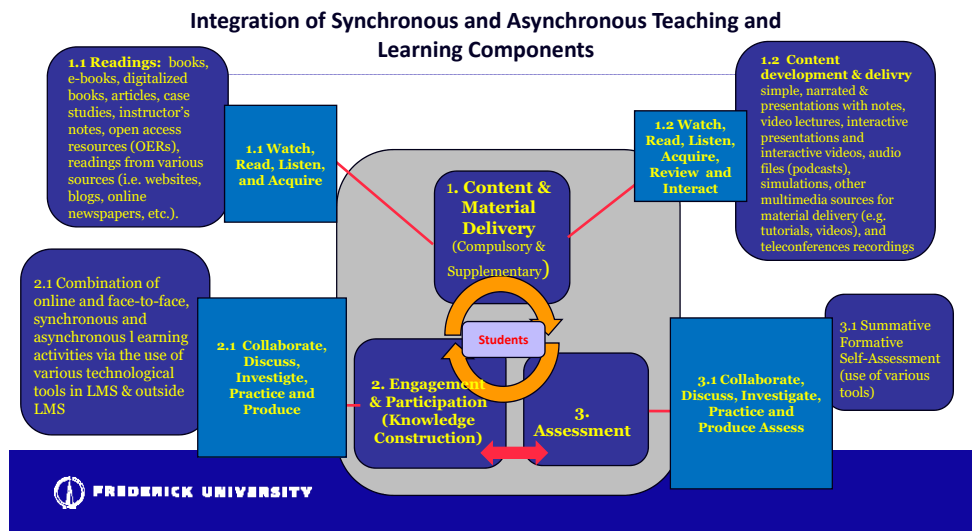 Integration of Synchronous and Asynchronous Teaching and
Learning Components
1.1 Readings: books,
e-books, digitalized
books, articles, case
studies, instructor's
notes, open access
resources (OERs),
readings from various
sources (i.e. websites,
blogs, online
newspapers, etc.).
1.1 Watch,
Read, Listen,
and Acquire
1. Content &
Material
Delivery
(Compulsory &
Supplementary)
1.2 Watch,
Read, Listen,
Acquire,
Review and
Interact
1.2 Content
development & delivry
simple, narrated &
presentations with notes,
video lectures, interactive
presentations and
interactive videos, audio
files (podcasts),
simulations, other
multimedia sources for
material delivery (e.g.
tutorials, videos), and
teleconferences recordings
2.1 Combination of
online and face-to-face,
synchronous and
asynchronous l earning
activities via the use of
various technological
tools in LMS & outside
LMS
2.1 Collaborate,
Discuss,
Investigte,
Practice and
Produce
Students
2. Engagement
& Participation
(Knowledge
Construction)
3.
Assessment
3.1 Collaborate,
Discuss, Investigate,
Practice and
Produce Assess
3.1 Summative
Formative
Self-Assessment
(use of various
tools)
FREDERICK UNIVERSITY